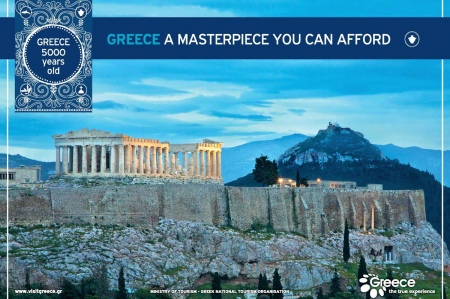 GREECE
5000
years
old
GREECE A MASTERPIECE YOU CAN AFFORD
www.visitgreece.gr
MINISTRY OF TOURISM - GREEK NATIONAL TOURISM ORGANISATION
Greece
the true experience